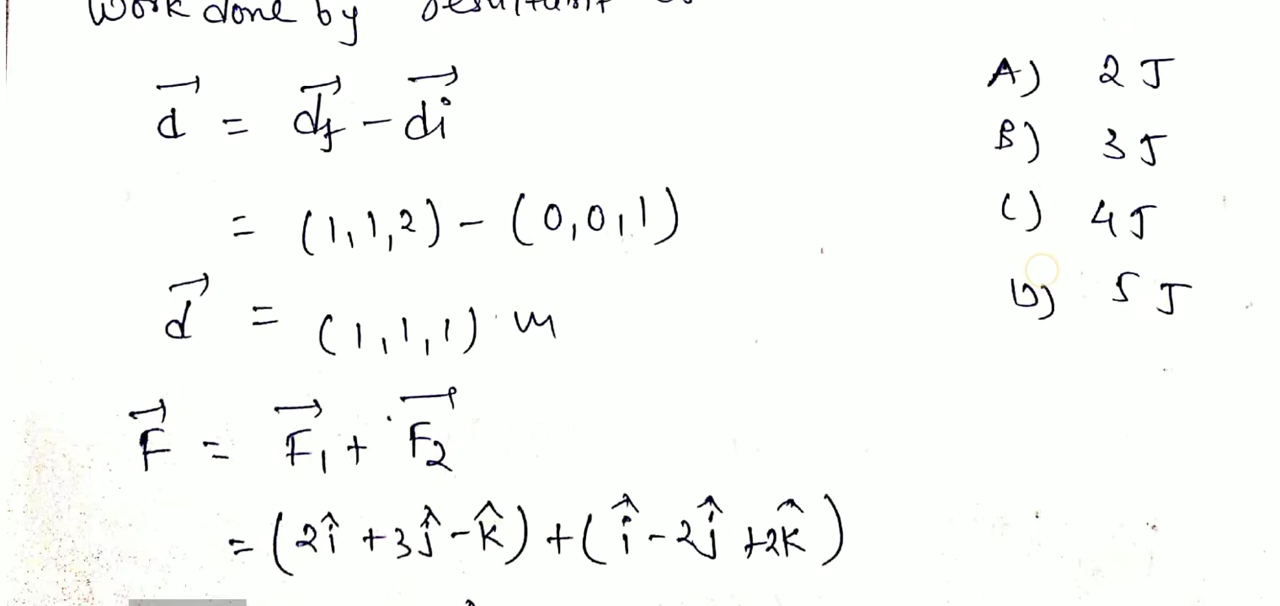 Work done by
A) 2 J
d⃗ = d⃗f - d⃗i
B) 3 J
= (1,1,2) - (0,0,1)
C) 4 J
d⃗ = (1,1,1) m
D) 5 J
F⃗ = F⃗₁ + F⃗₂
= (2î + 3ĵ - k̂) + (î - 2ĵ + 2k̂)